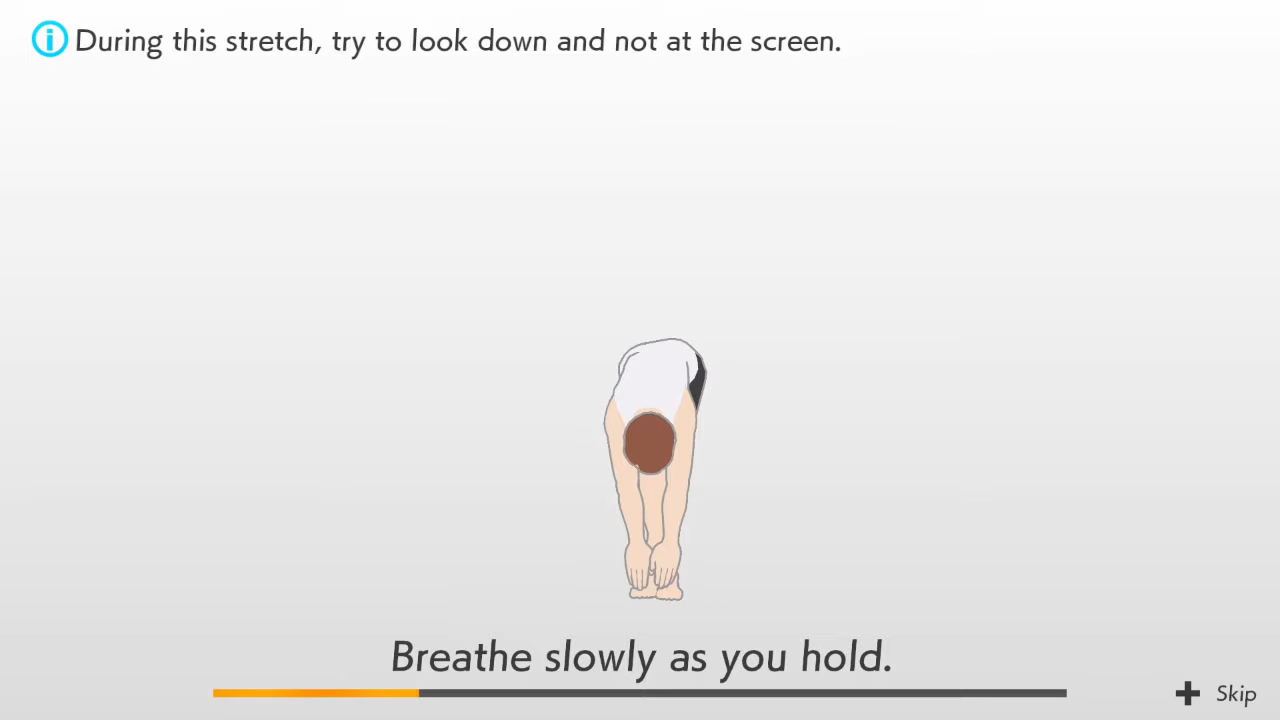 During this stretch, try to look down and not at the screen.
Breathe slowly as you hold.
Skip